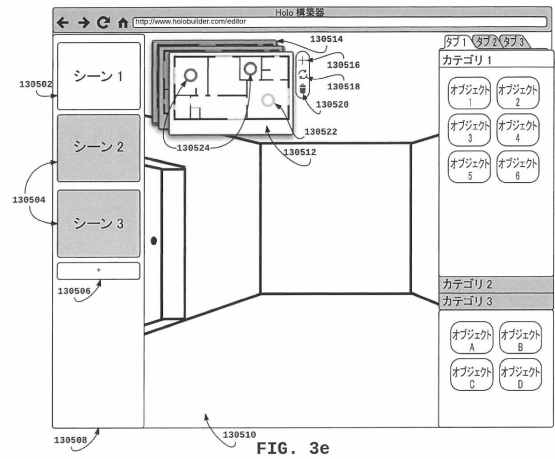 Holo 構築器
http://www.holobuilder.com/editor
130514
130516
130518
130520
130522
130524
130512
タブ 1
タブ 2
タブ 3
カテゴリ 1
オブジェクト
1
オブジェクト
2
オブジェクト
3
オブジェクト
4
オブジェクト
5
オブジェクト
6
カテゴリ 2
カテゴリ 3
オブジェクト
A
オブジェクト
B
オブジェクト
C
オブジェクト
D
シーン 1
130502
シーン 2
130504
シーン 3
+
130506
130508
130510
FIG. 3e